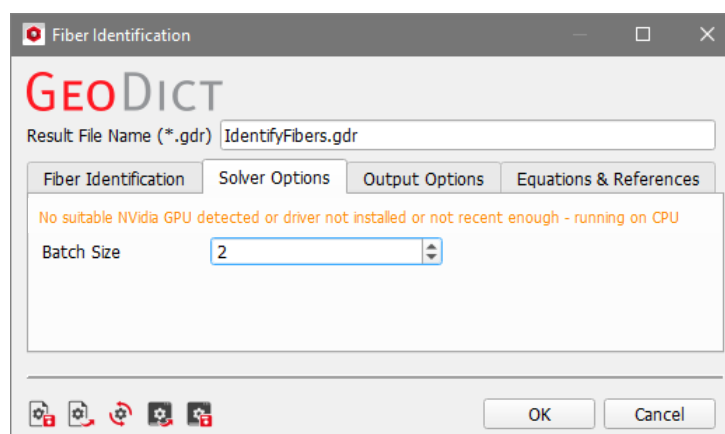 Fiber Identification
GEODICT
Result File Name (*.gdr) IdentifyFibers.gdr
Fiber Identification Solver Options Output Options Equations & References
No suitable NVidia GPU detected or driver not installed or not recent enough - running on CPU
Batch Size 2
OK Cancel